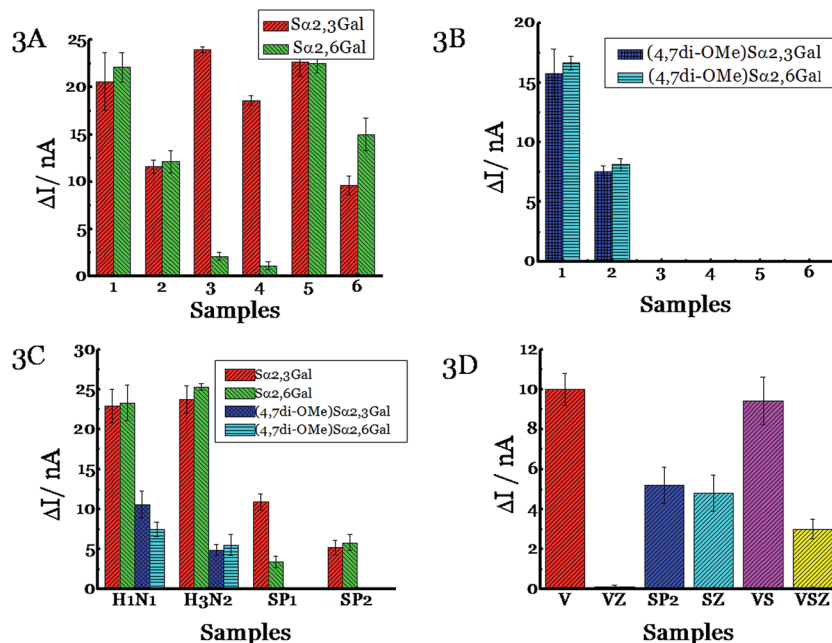 3A
Sα2,3Gal
Sα2,6Gal
25
20
15
10
5
0
ΔI/ nA
1 2 3 4 5 6
Samples
3B
(4,7di-OMe)Sα2,3Gal
(4,7di-OMe)Sα2,6Gal
15
10
5
0
ΔI/ nA
1 2 3 4 5 6
Samples
3C
Sα2,3Gal
Sα2,6Gal
(4,7di-OMe)Sα2,3Gal
(4,7di-OMe)Sα2,6Gal
30
25
20
15
10
5
0
ΔI/ nA
H1N1 H3N2 SP1 SP2
Samples
3D
12
10
8
6
4
2
0
ΔI / nA
V VZ SP2 SZ VS VSZ
Samples